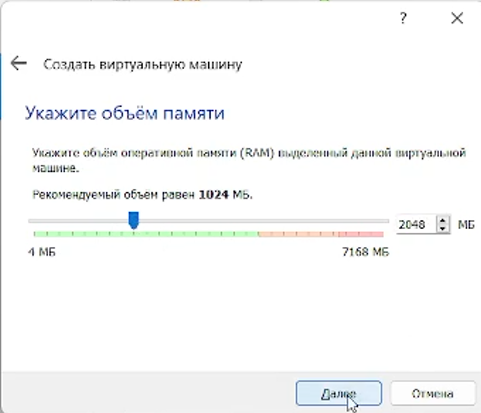 ?
Создать виртуальную машину
Укажите объём памяти
Укажите объём оперативной памяти (RAM) выделенный данной виртуальной
машине.
Рекомендуемый объём равен 1024 МБ.
2048 МБ
4 МБ 7168 МБ
Далее Отмена